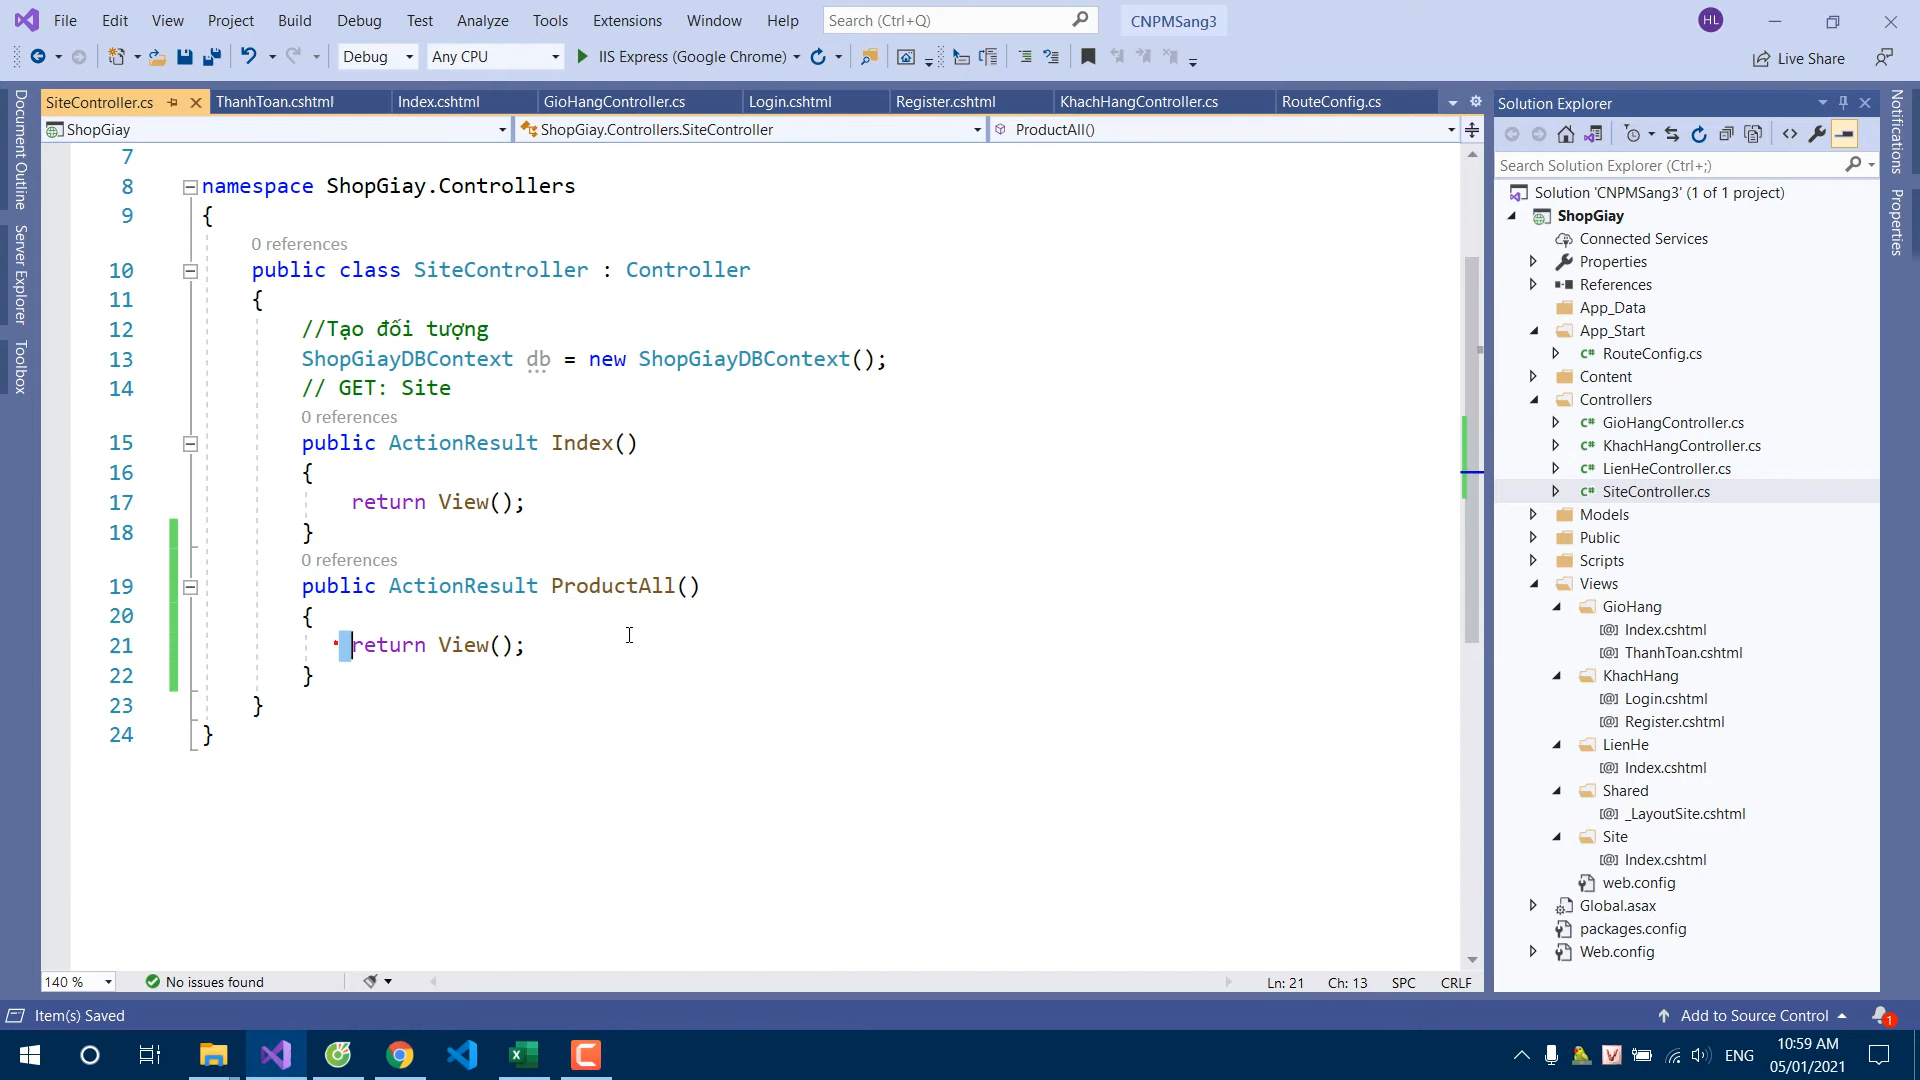 File Edit View Project Build Debug Test Analyze Tools Extensions Window Help Search (Ctrl+Q) CNPMSang3 HL
Debug Any CPU IIS Express (Google Chrome) Live Share
SiteController.cs ThanhToan.cshtml Index.cshtml GioHangController.cs Login.cshtml Register.cshtml KhachHangController.cs RouteConfig.cs
ShopGiay ShopGiay.Controllers.SiteController ProductAll()
Document Outline
Server Explorer
Toolbox
7
8 namespace ShopGiay.Controllers
9 {
0 references
10 public class SiteController : Controller
11 {
12 //Tạo đối tượng
13 ShopGiayDBContext db = new ShopGiayDBContext();
14 // GET: Site
0 references
15 public ActionResult Index()
16 {
17 return View();
18 }
0 references
19 public ActionResult ProductAll()
20 {
21 return View();
22 }
23 }
24 }
140 % No issues found Ln: 21 Ch: 13 SPC CRLF
Solution Explorer
Search Solution Explorer (Ctrl+;)
Solution 'CNPMSang3' (1 of 1 project)
ShopGiay
Connected Services
Properties
References
App_Data
App_Start
C# RouteConfig.cs
Content
Controllers
C# GioHangController.cs
C# KhachHangController.cs
C# LienHeController.cs
C# SiteController.cs
Models
Public
Scripts
Views
GioHang
[@] Index.cshtml
[@] ThanhToan.cshtml
KhachHang
[@] Login.cshtml
[@] Register.cshtml
LienHe
[@] Index.cshtml
Shared
[@] _LayoutSite.cshtml
Site
[@] Index.cshtml
web.config
Global.asax
packages.config
Web.config
Notifications
Properties
Item(s) Saved Add to Source Control 1
ENG 10:59 AM
05/01/2021